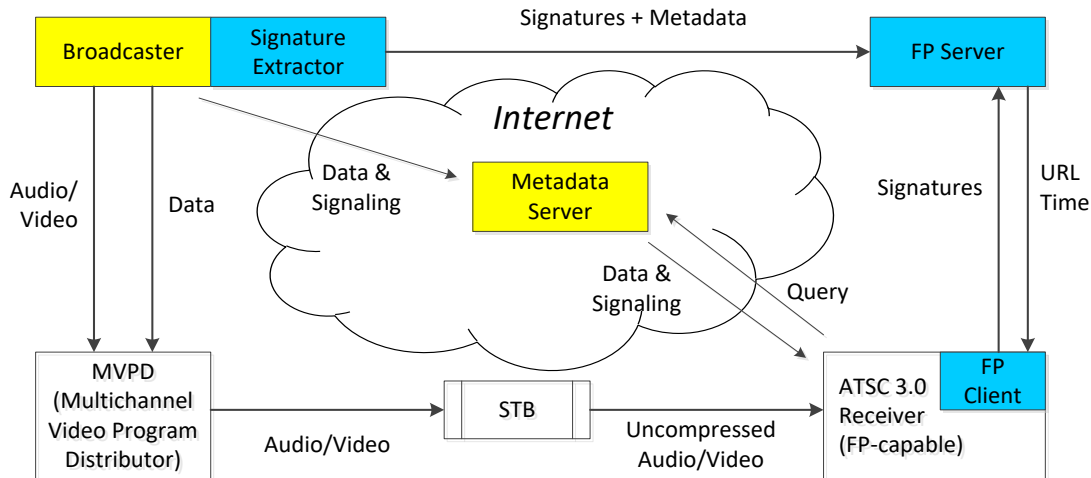 Signatures + Metadata
Broadcaster
Signature
Extractor
FP Server
Internet
Audio/
Video
Data
Data &
Signaling
Metadata
Server
Signatures
URL
Time
Data &
Signaling
Query
MVPD
(Multichannel
Video Program
Distributor)
Audio/Video
STB
Uncompressed
Audio/Video
ATSC 3.0
Receiver
(FP-capable)
FP
Client